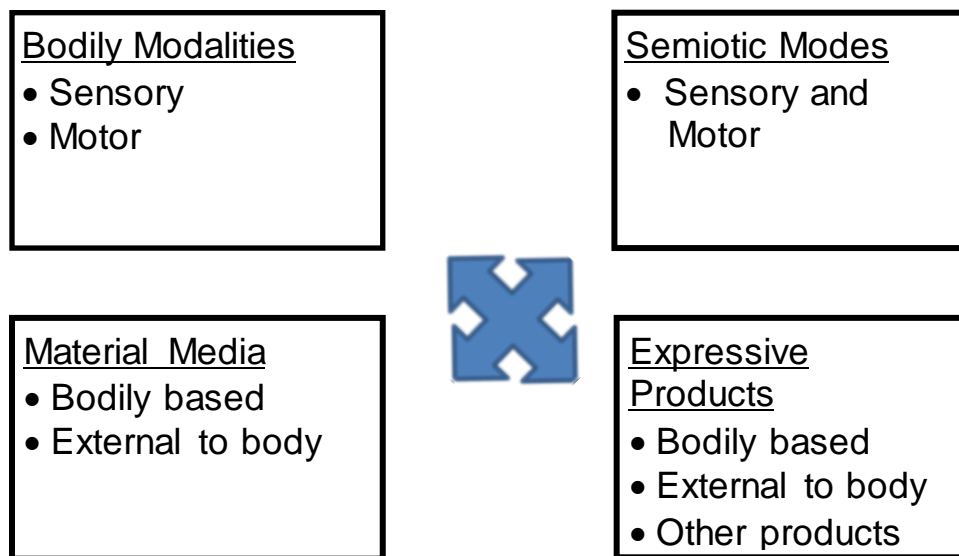 Bodily Modalities
• Sensory
• Motor
Semiotic Modes
• Sensory and
Motor
Material Media
• Bodily based
• External to body
Expressive
Products
• Bodily based
• External to body
• Other products